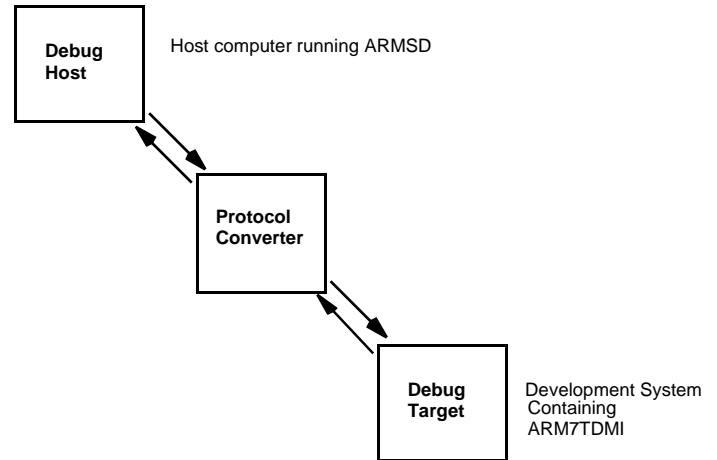 Debug
Host
Host computer running ARMSD
Protocol
Converter
Debug
Target
Development System
Containing
ARM7TDMI